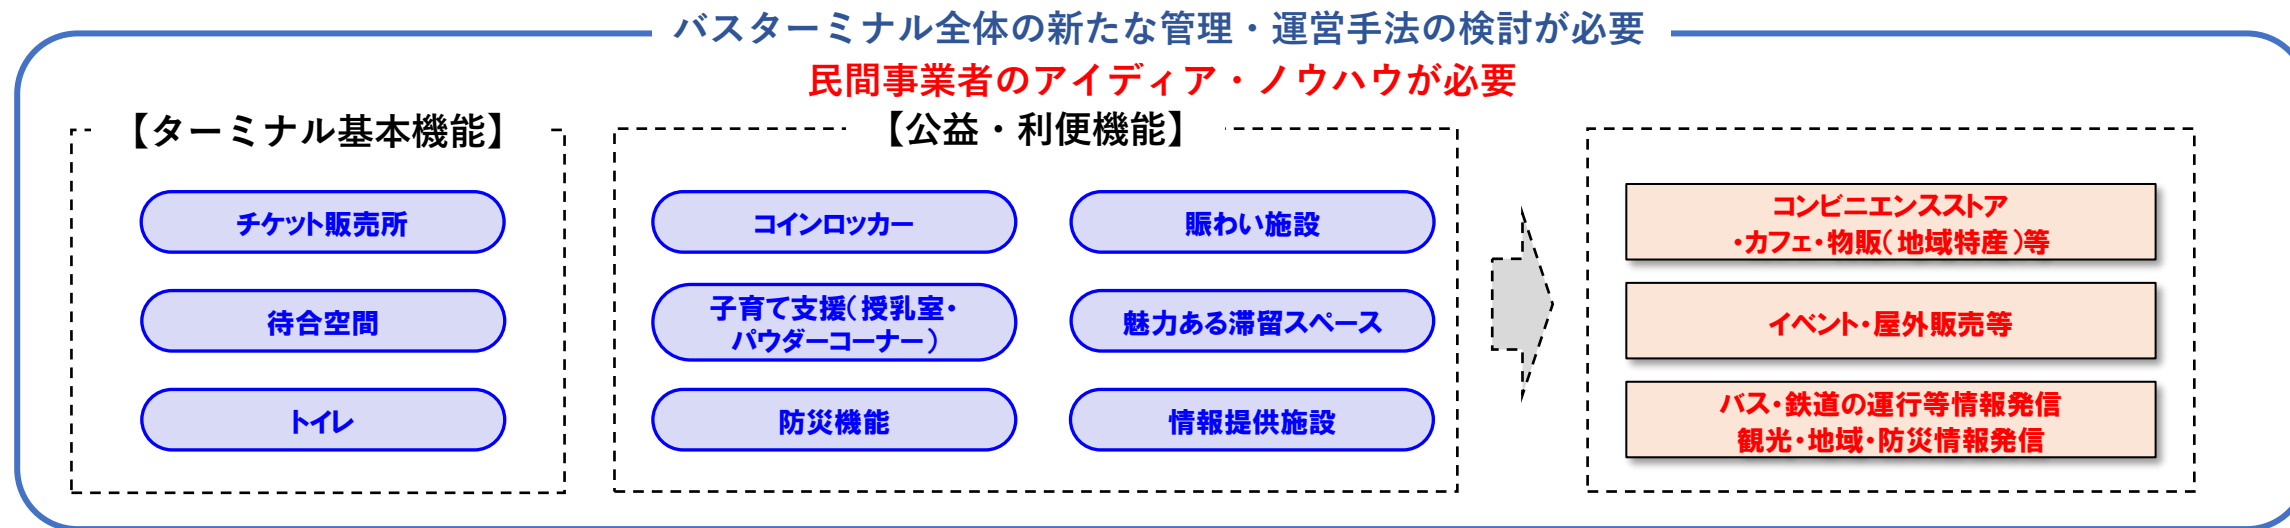 バスターミナル全体の新たな管理・運営手法の検討が必要
民間事業者のアイディア・ノウハウが必要
【ターミナル基本機能】
チケット販売所
待合空間
トイレ
【公益・利便機能】
コインロッカー
賑わい施設
子育て支援(授乳室・
パウダーコーナー)
魅力ある滞留スペース
防災機能
情報提供施設
コンビニエンスストア
・カフェ・物販(地域特産)等
イベント・屋外販売等
バス・鉄道の運行等情報発信
観光・地域・防災情報発信